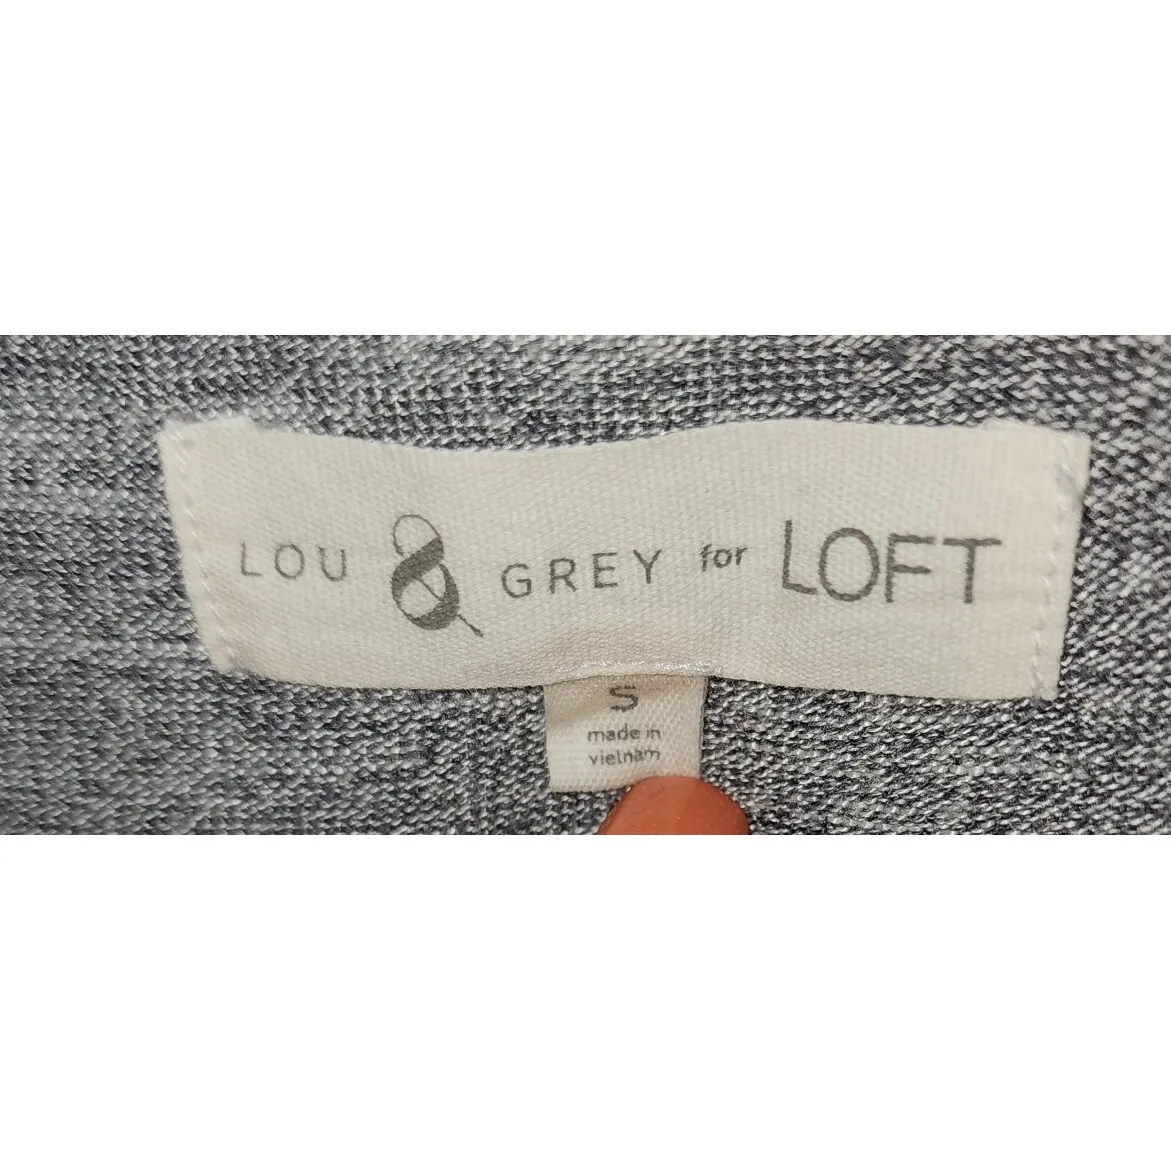 LOU & GREY for LOFT
S
made in
vietnam